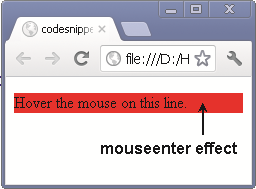 codesnippe
file:///D:/H
Hover the mouse on this line.
mouseenter effect